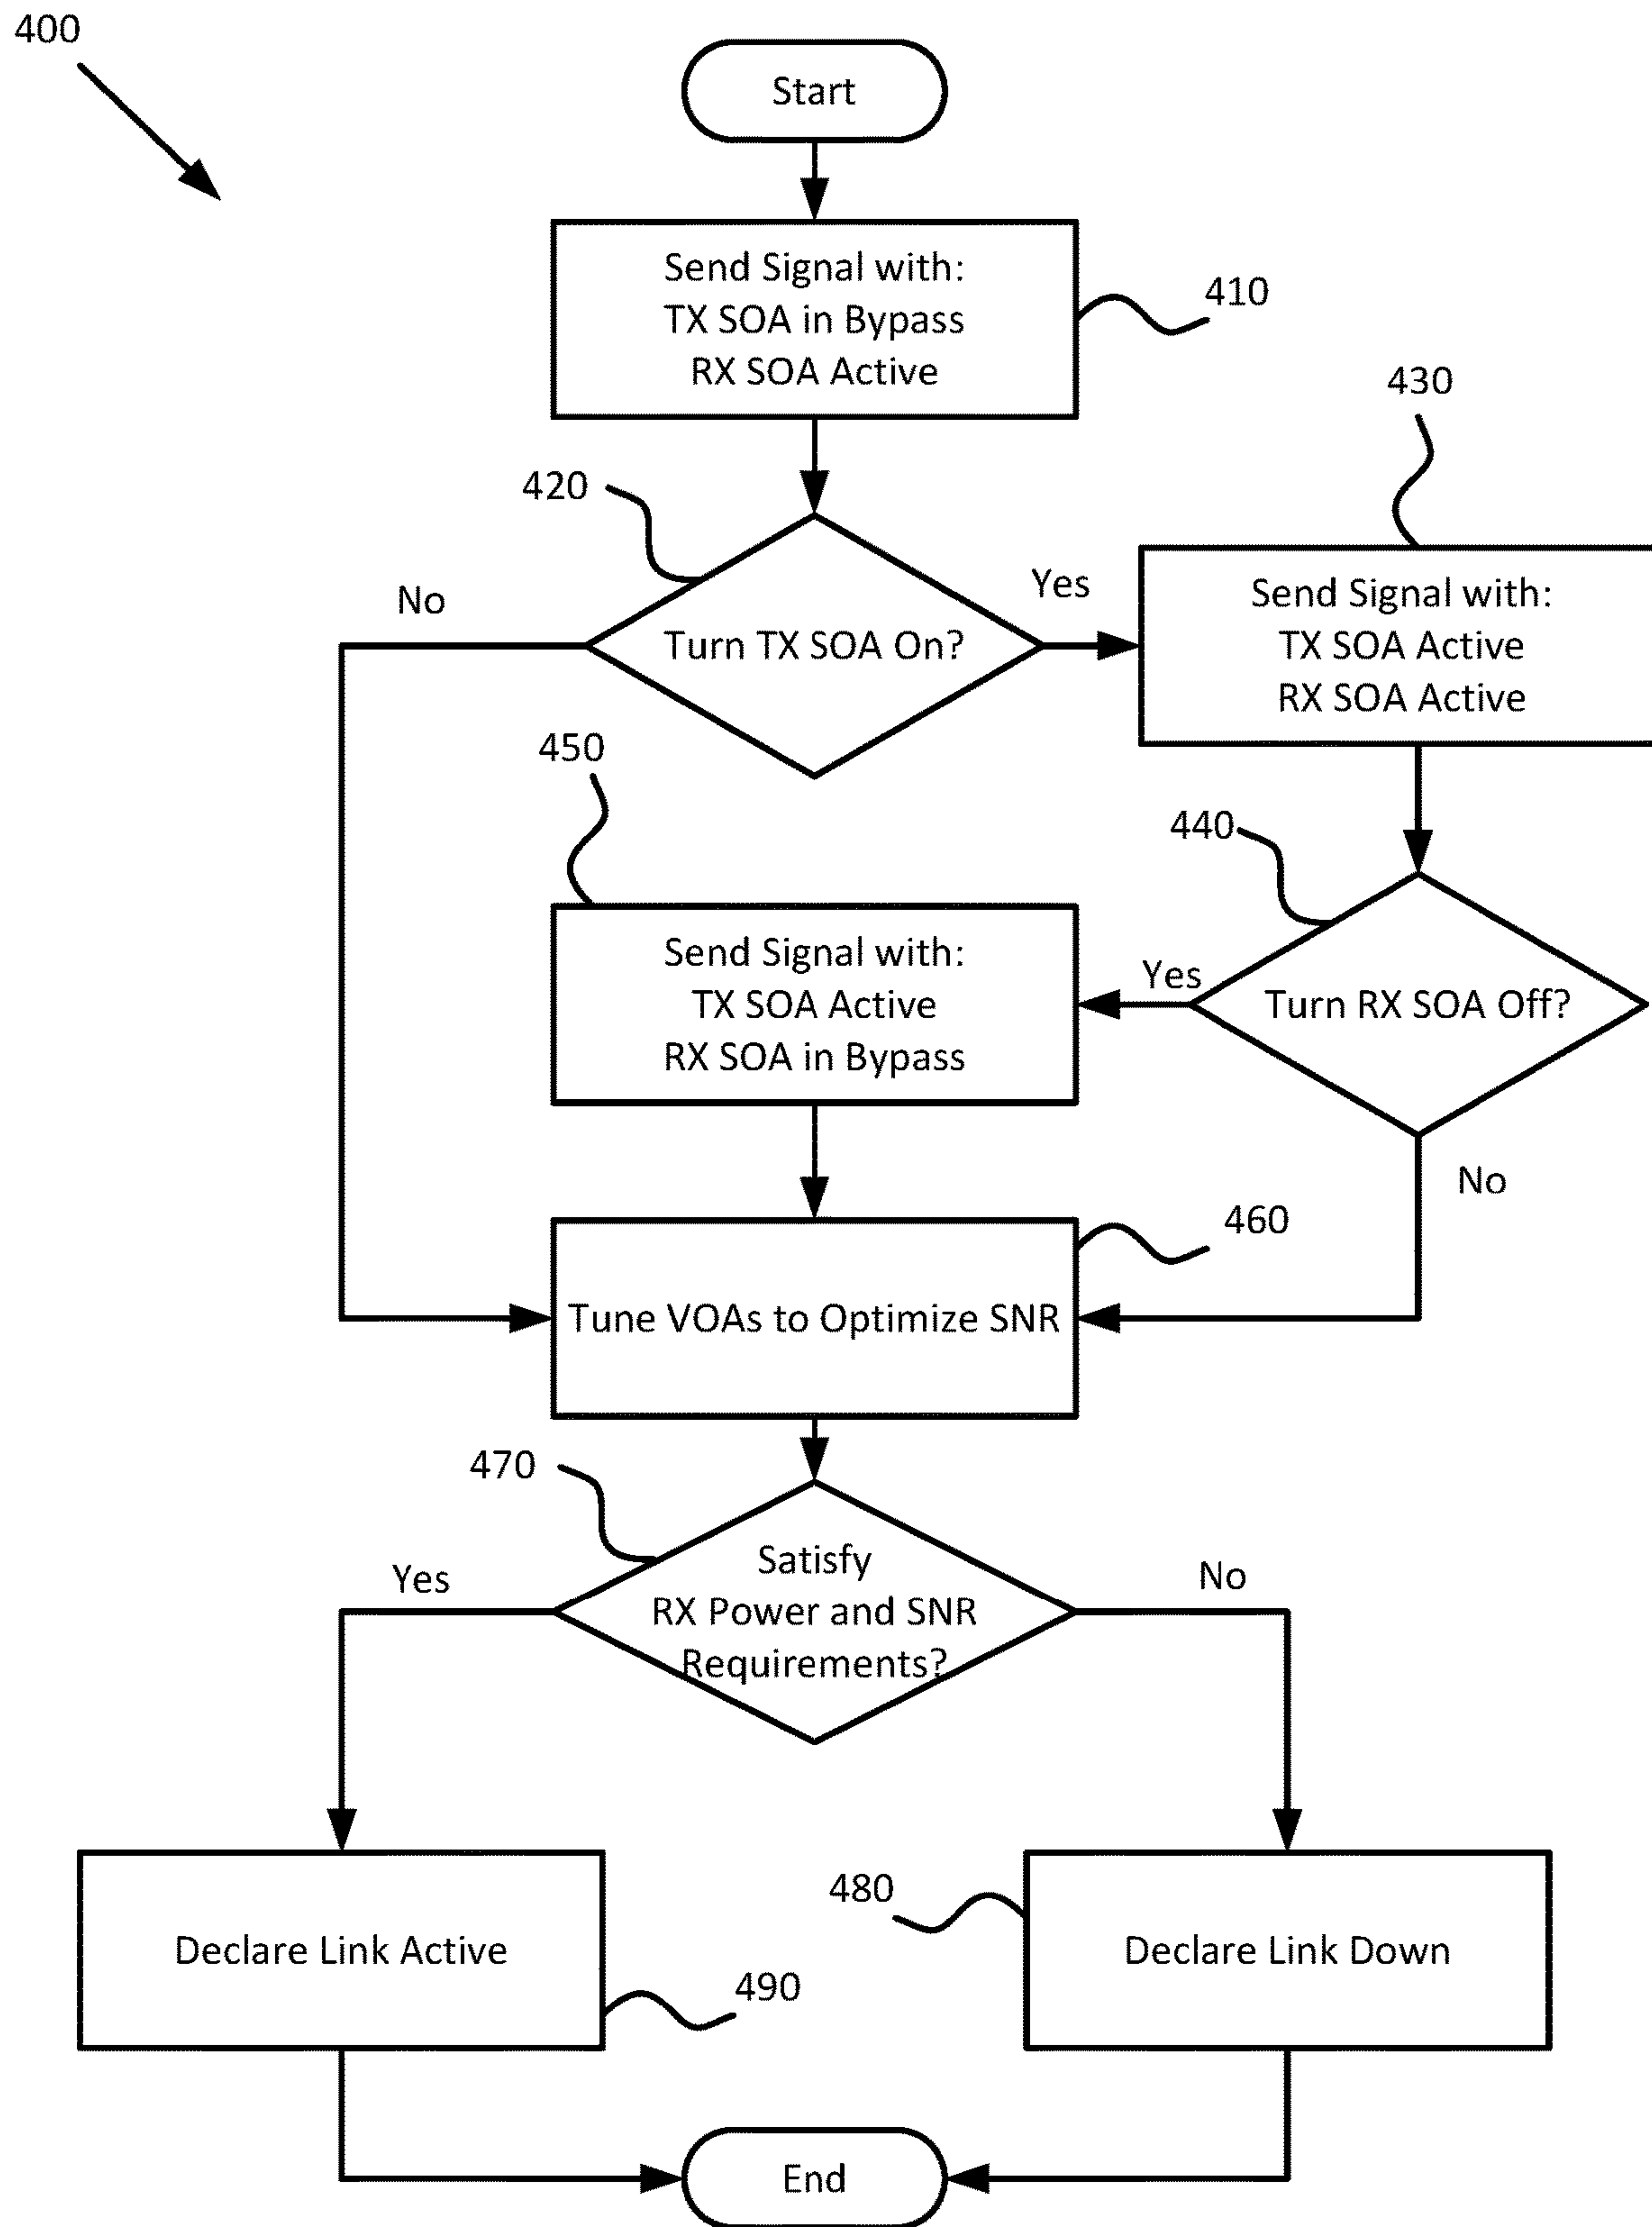 400
Start
Send Signal with:
TX SOA in Bypass
RX SOA Active
410
430
420
No
Yes
Turn TX SOA On?
Send Signal with:
TX SOA Active
RX SOA Active
450
440
Send Signal with:
TX SOA Active
RX SOA in Bypass
Yes
Turn RX SOA Off?
No
460
Tune VOAs to Optimize SNR
470
Yes
Satisfy
RX Power and SNR
Requirements?
No
480
Declare Link Active
Declare Link Down
490
End